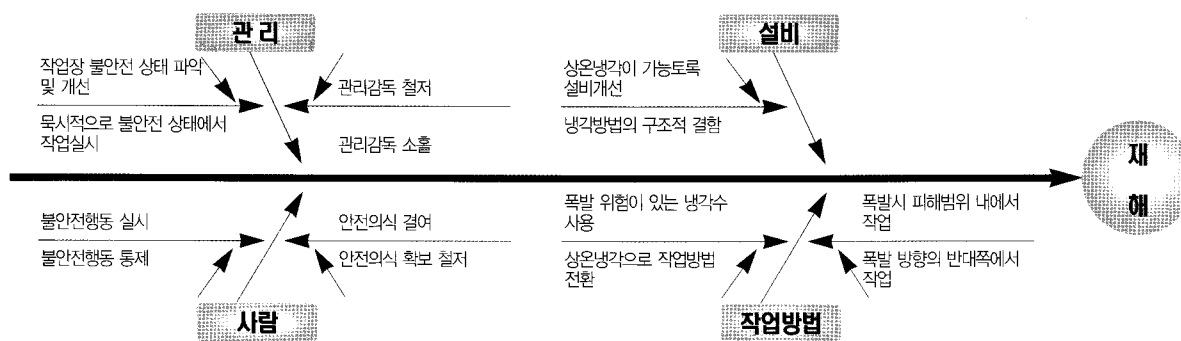 관 리
설비
작업장 불안전 상태 파악
및 개선
관리감독 철저
묵시적으로 불안전 상태에서
작업실시
관리감독 소홀
상온냉각이 가능토록
설비개선
냉각방법의 구조적 결함
재
해
불안전행동 실시
불안전행동 통제
안전의식 결여
안전의식 확보 철저
폭발 위험이 있는 냉각수
사용
상온냉각으로 작업방법
전환
폭발시 피해범위 내에서
작업
폭발 방향의 반대쪽에서
작업
사람
작업방법